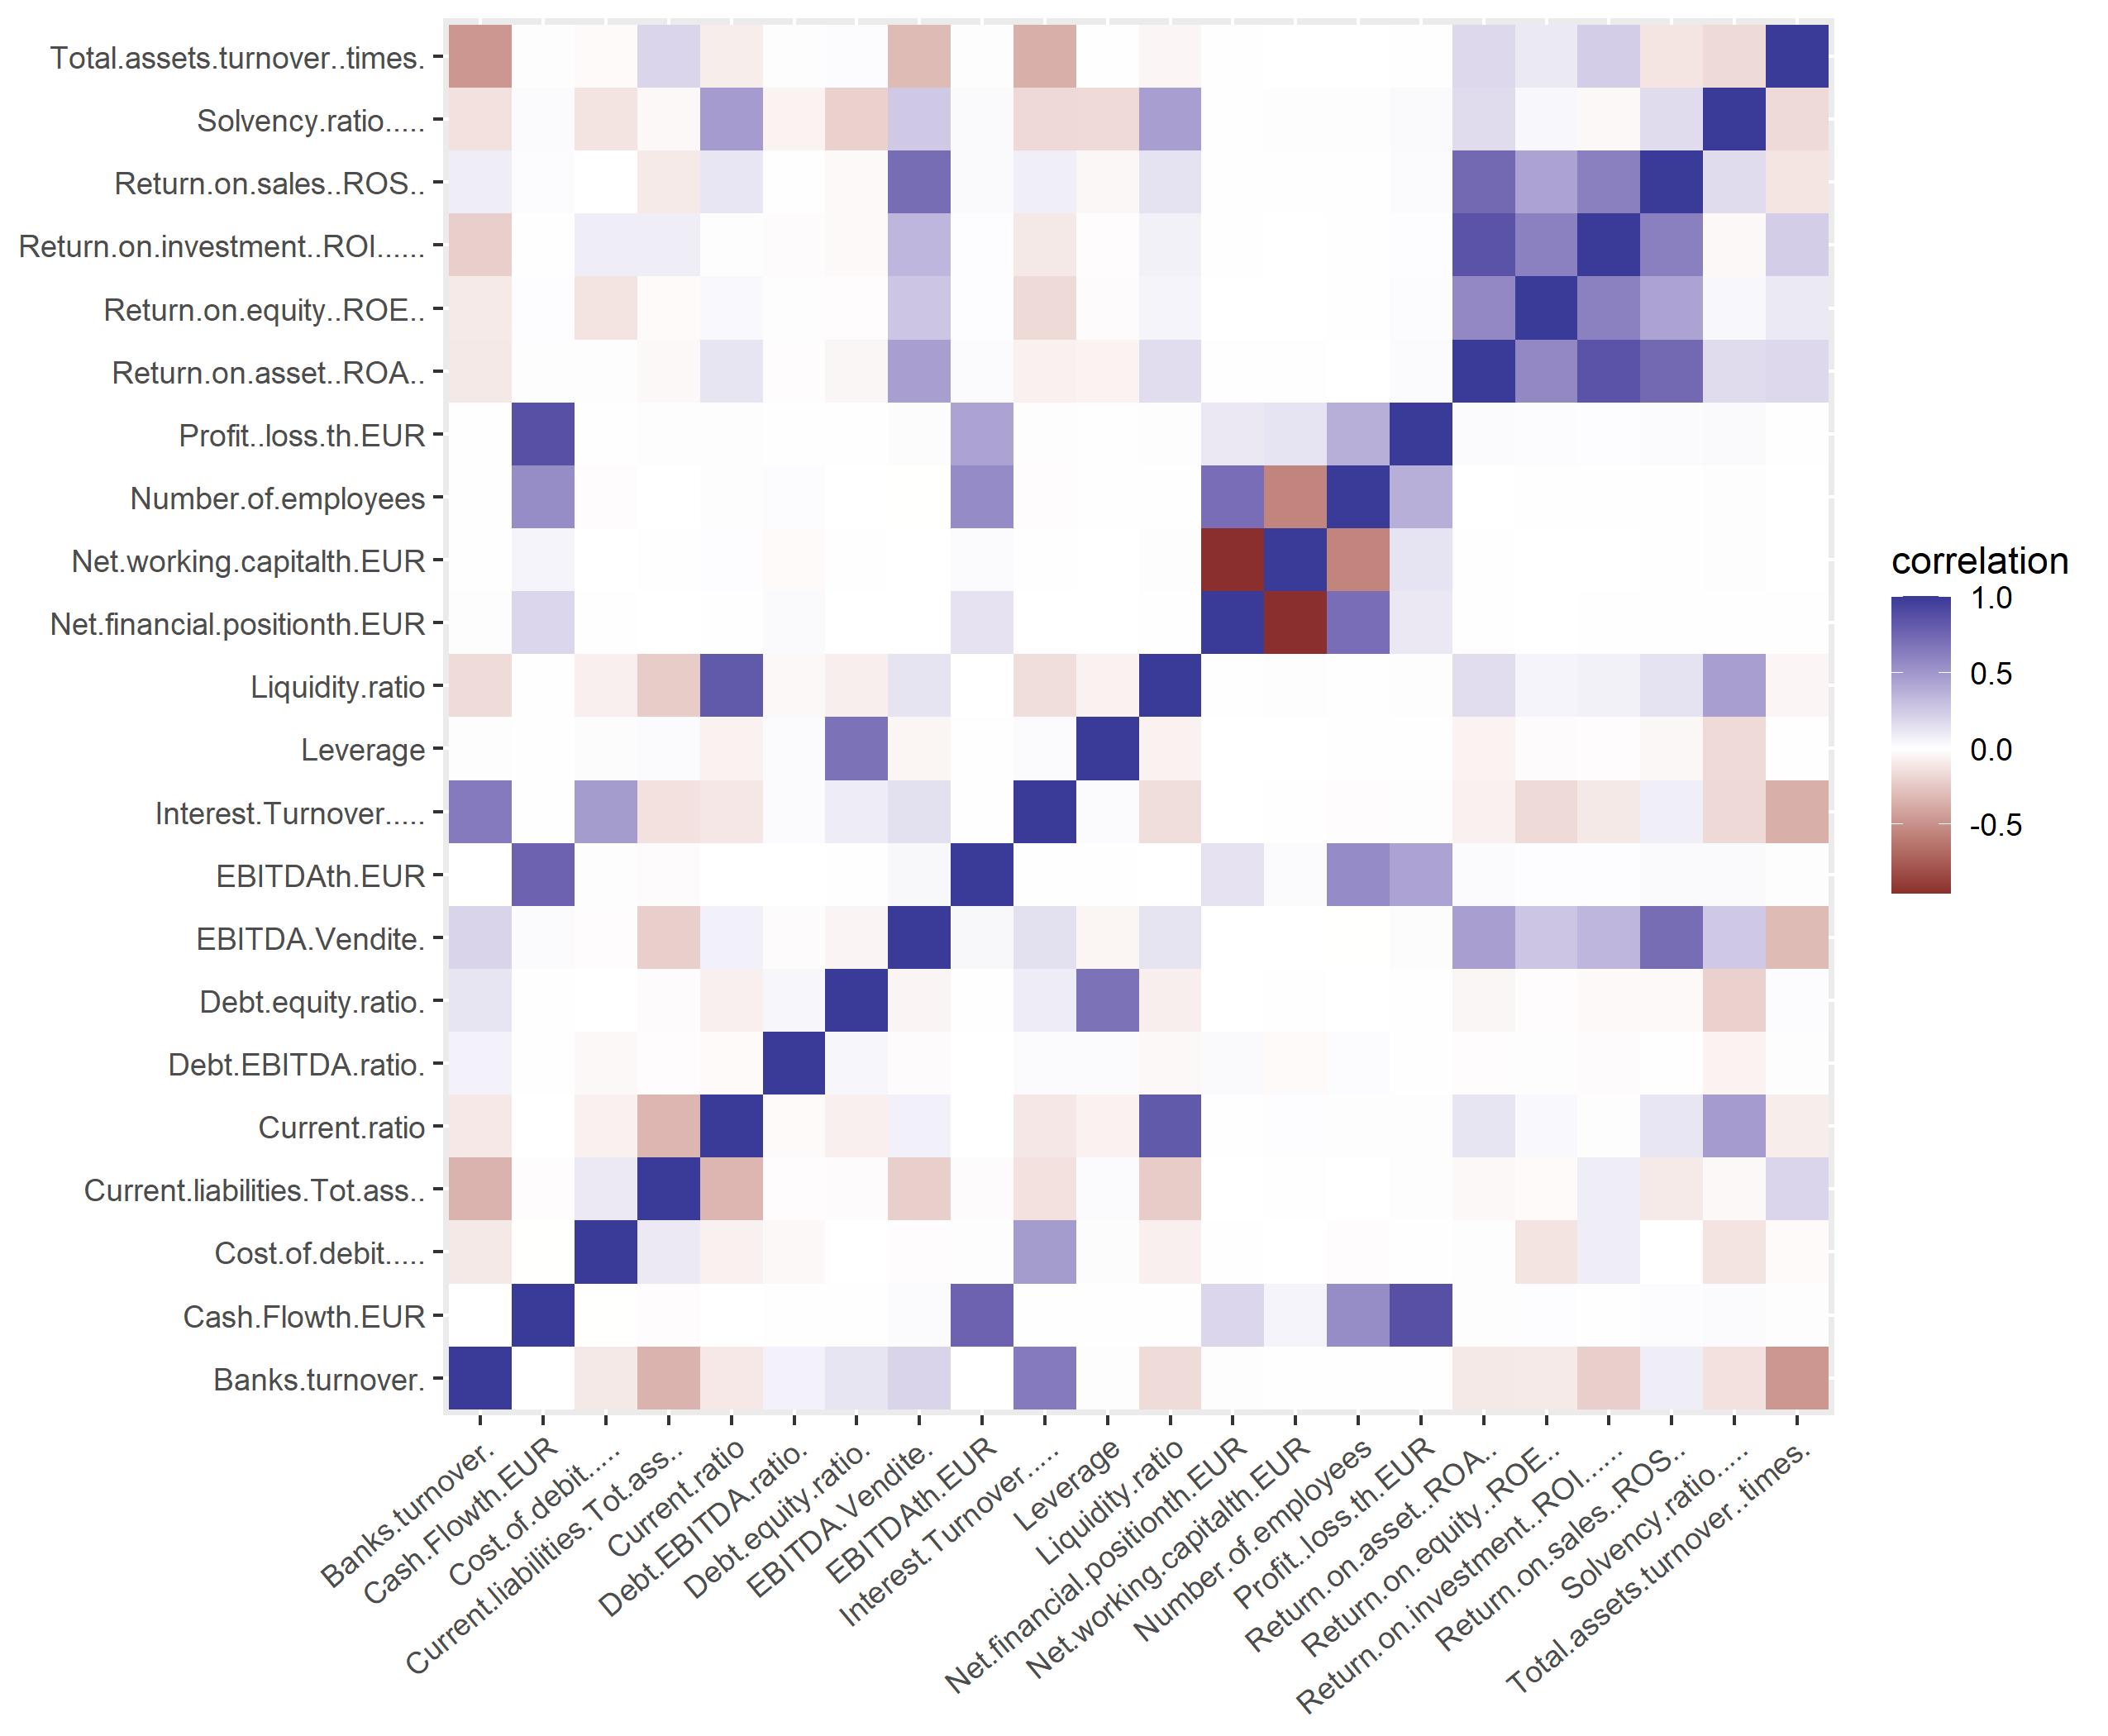 Total.assets.turnover..times.
Solvency.ratio.....
Return.on.sales..ROS..
Return.on.investment..ROI......
Return.on.equity..ROE..
Return.on.asset..ROA..
Profit..loss.th.EUR
Number.of.employees
Net.working.capitalth.EUR
Net.financial.positionth.EUR
Liquidity.ratio
Leverage
Interest.Turnover.....
EBITDAth.EUR
EBITDA.Vendite.
Debt.equity.ratio.
Debt.EBITDA.ratio.
Current.ratio
Current.liabilities.Tot.ass..
Cost.of.debit.....
Cash.Flowth.EUR
Banks.turnover.
Banks.turnover.
Cash.Flowth.EUR
Cost.of.debit.....
Current.liabilities.Tot.ass..
Current.ratio
Debt.EBITDA.ratio.
Debt.equity.ratio.
EBITDA.Vendite.
EBITDAth.EUR
Interest.Turnover.....
Leverage
Liquidity.ratio
Net.financial.positionth.EUR
Net.working.capitalth.EUR
Number.of.employees
Profit..loss.th.EUR
Return.on.asset..ROA..
Return.on.equity..ROE..
Return.on.investment..ROI......
Return.on.sales..ROS..
Solvency.ratio.....
Total.assets.turnover..times.
correlation
1.0
0.5
0.0
-0.5